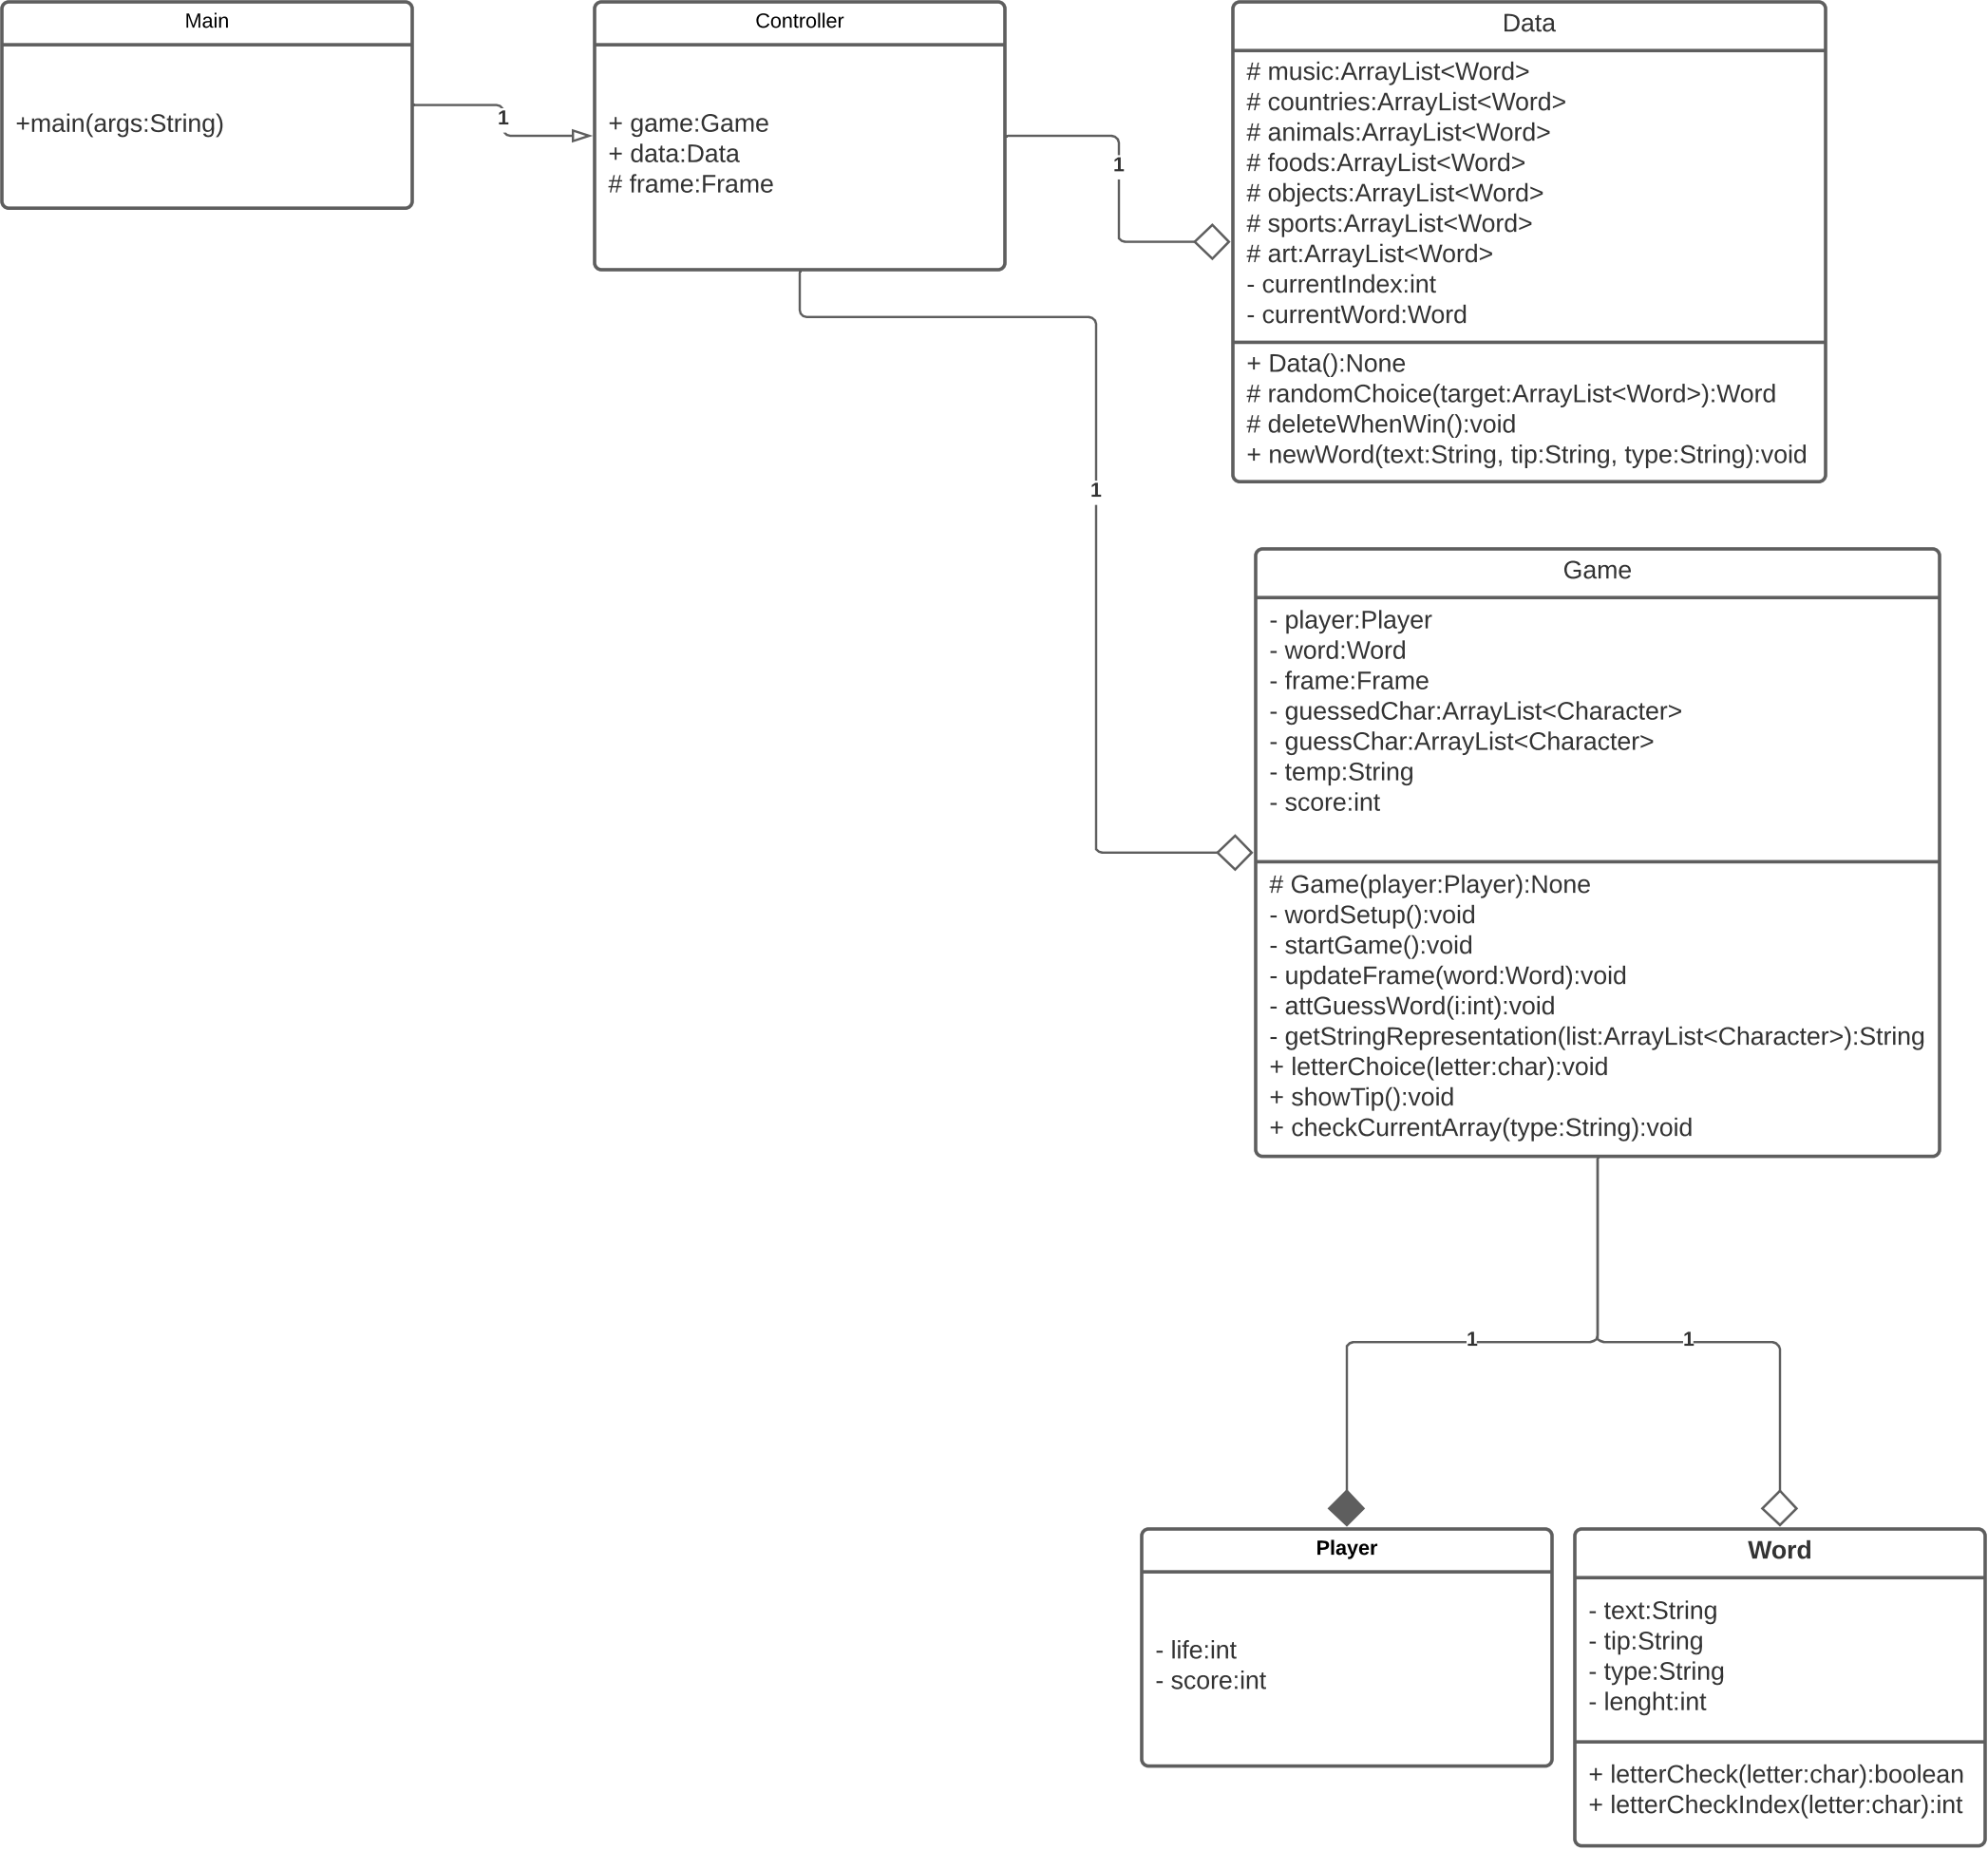 Main
+main(args:String)
1
Controller
+ game:Game
+ data:Data
# frame:Frame
1
Data
# music:ArrayList<Word>
# countries:ArrayList<Word>
# animals:ArrayList<Word>
# foods:ArrayList<Word>
# objects:ArrayList<Word>
# sports:ArrayList<Word>
# art:ArrayList<Word>
- currentIndex:int
- currentWord:Word
+ Data():None
# randomChoice(target:ArrayList<Word>):Word
# deleteWhenWin():void
+ newWord(text:String, tip:String, type:String):void
1
Game
- player:Player
- word:Word
- frame:Frame
- guessedChar:ArrayList<Character>
- guessChar:ArrayList<Character>
- temp:String
- score:int
# Game(player:Player):None
- wordSetup():void
- startGame():void
- updateFrame(word:Word):void
- attGuessWord(i:int):void
- getStringRepresentation(list:ArrayList<Character>):String
+ letterChoice(letter:char):void
+ showTip():void
+ checkCurrentArray(type:String):void
1
1
Player
- life:int
- score:int
Word
- text:String
- tip:String
- type:String
- lenght:int
+ letterCheck(letter:char):boolean
+ letterCheckIndex(letter:char):int